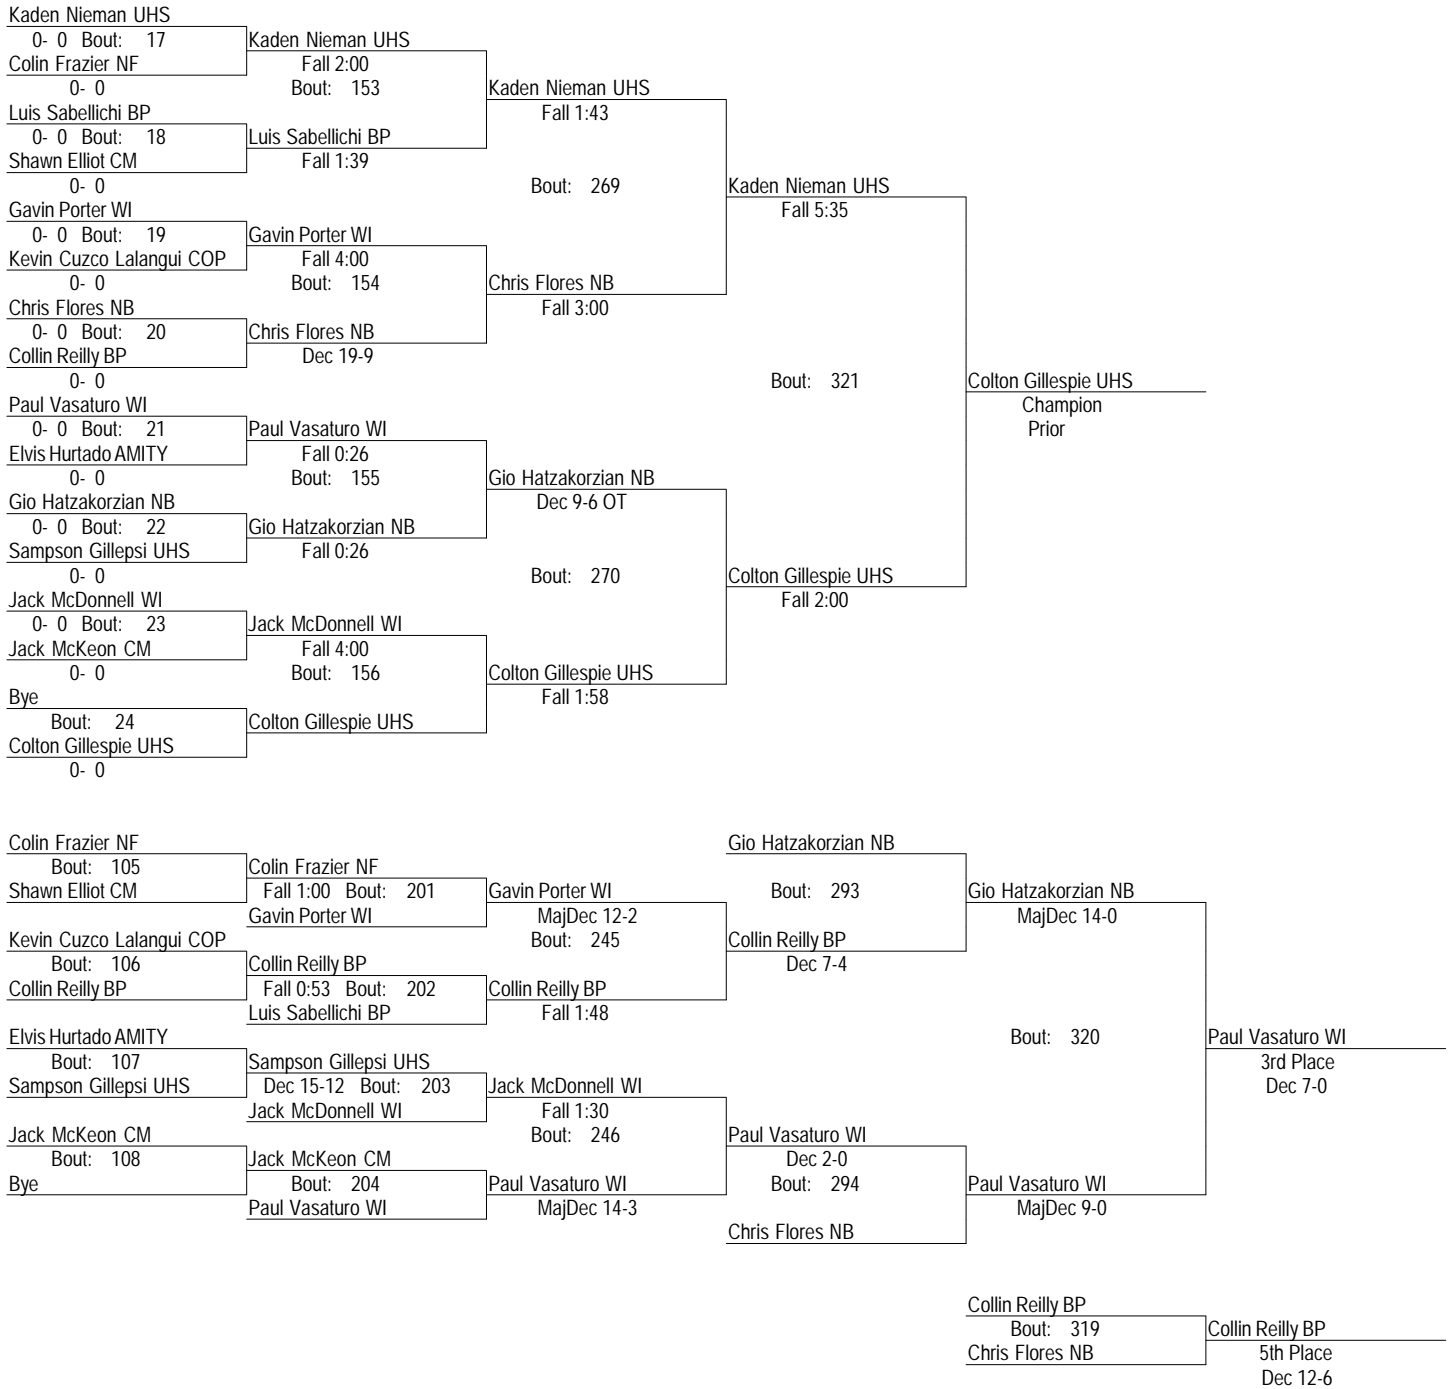 Kaden Nieman UHS
0- 0 Bout: 17 Kaden Nieman UHS
Colin Frazier NF Fall 2:00
0- 0 Bout: 153 Kaden Nieman UHS
Luis Sabellichi BP Fall 1:43
0- 0 Bout: 18 Luis Sabellichi BP
Shawn Elliot CM Fall 1:39
0- 0 Bout: 269 Kaden Nieman UHS
Gavin Porter WI Fall 5:35
0- 0 Bout: 19 Gavin Porter WI
Kevin Cuzco Lalangui COP Fall 4:00
0- 0 Bout: 154 Chris Flores NB
Chris Flores NB Fall 3:00
0- 0 Bout: 20 Chris Flores NB
Collin Reilly BP Dec 19-9
0- 0 Bout: 321 Colton Gillespie UHS
Paul Vasaturo WI Champion
0- 0 Bout: 21 Paul Vasaturo WI Prior
Elvis Hurtado AMITY Fall 0:26
0- 0 Bout: 155 Gio Hatzakorzian NB
Gio Hatzakorzian NB Dec 9-6 OT
0- 0 Bout: 22 Gio Hatzakorzian NB
Sampson Gillepsi UHS Fall 0:26
0- 0 Bout: 270 Colton Gillespie UHS
Jack McDonnell WI Fall 2:00
0- 0 Bout: 23 Jack McDonnell WI
Jack McKeon CM Fall 4:00
0- 0 Bout: 156 Colton Gillespie UHS
Bye Fall 1:58
Bout: 24 Colton Gillespie UHS
Colton Gillespie UHS
0- 0
Colin Frazier NF Gio Hatzakorzian NB
Bout: 105 Colin Frazier NF
Shawn Elliot CM Fall 1:00 Bout: 201 Gavin Porter WI Bout: 293 Gio Hatzakorzian NB
Gavin Porter WI MajDec 12-2 MajDec 14-0
Kevin Cuzco Lalangui COP Bout: 245 Collin Reilly BP
Bout: 106 Collin Reilly BP Dec 7-4
Collin Reilly BP Fall 0:53 Bout: 202 Collin Reilly BP
Luis Sabellichi BP Fall 1:48
Elvis Hurtado AMITY Bout: 320 Paul Vasaturo WI
Bout: 107 Sampson Gillepsi UHS 3rd Place
Sampson Gillepsi UHS Dec 15-12 Bout: 203 Jack McDonnell WI Dec 7-0
Jack McDonnell WI Fall 1:30
Jack McKeon CM Bout: 246 Paul Vasaturo WI
Bout: 108 Jack McKeon CM Dec 2-0
Bye Bout: 204 Paul Vasaturo WI Bout: 294 Paul Vasaturo WI
Paul Vasaturo WI MajDec 14-3 MajDec 9-0
Chris Flores NB
Collin Reilly BP
Bout: 319 Collin Reilly BP
Chris Flores NB 5th Place
Dec 12-6